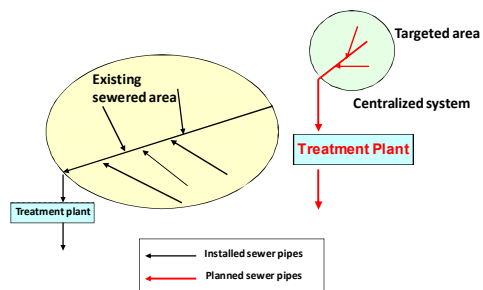 Targeted area
Existing
sewered area
Centralized system
Treatment Plant
Treatment plant
Installed sewer pipes
Planned sewer pipes